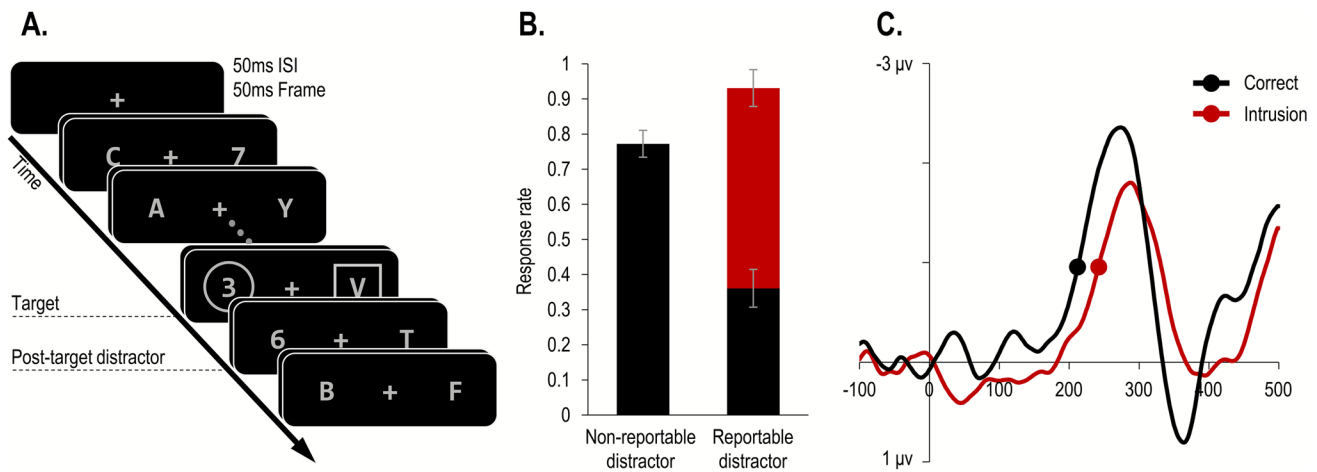 A.
+
50ms ISI
50ms Frame
C + 7
A + Y
3 + V
6 + T
B + F
Time
Target
Post-target distractor
B.
Response rate
1
0.9
0.8
0.7
0.6
0.5
0.4
0.3
0.2
0.1
0
Non-reportable
distractor
Reportable
distractor
C.
-3 μv
Correct
Intrusion
-100 0 100 200 300 400 500
1 μv